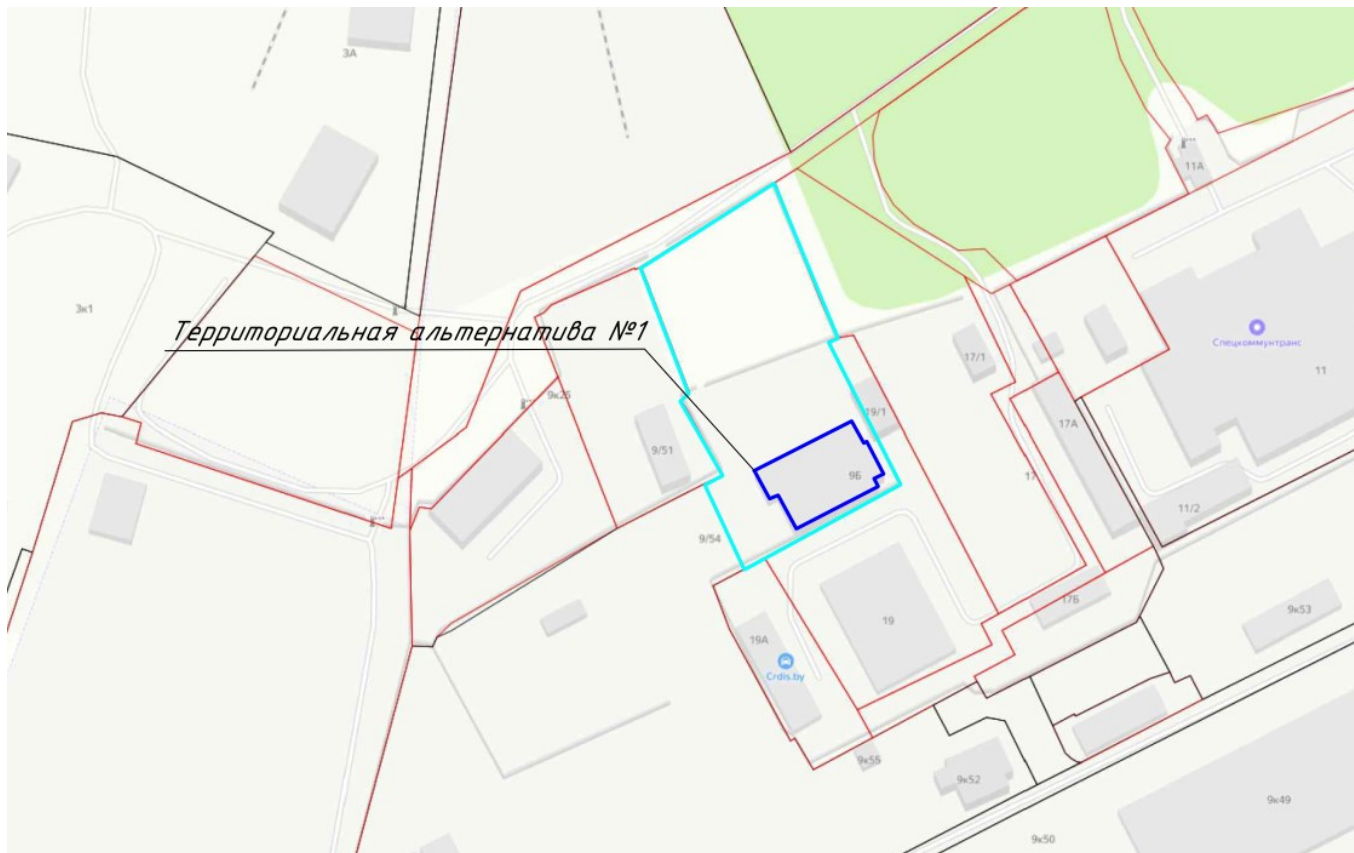 3А
11А
3к1
Территориальная альтернатива №1
Спецкоммунтранс
17/1
11
9к25
19/1
17А
9/51
9Б
17
11/2
9/54
17Б
9к53
19
19А
Crdis.by
9к55
9к52
9к49
9к50